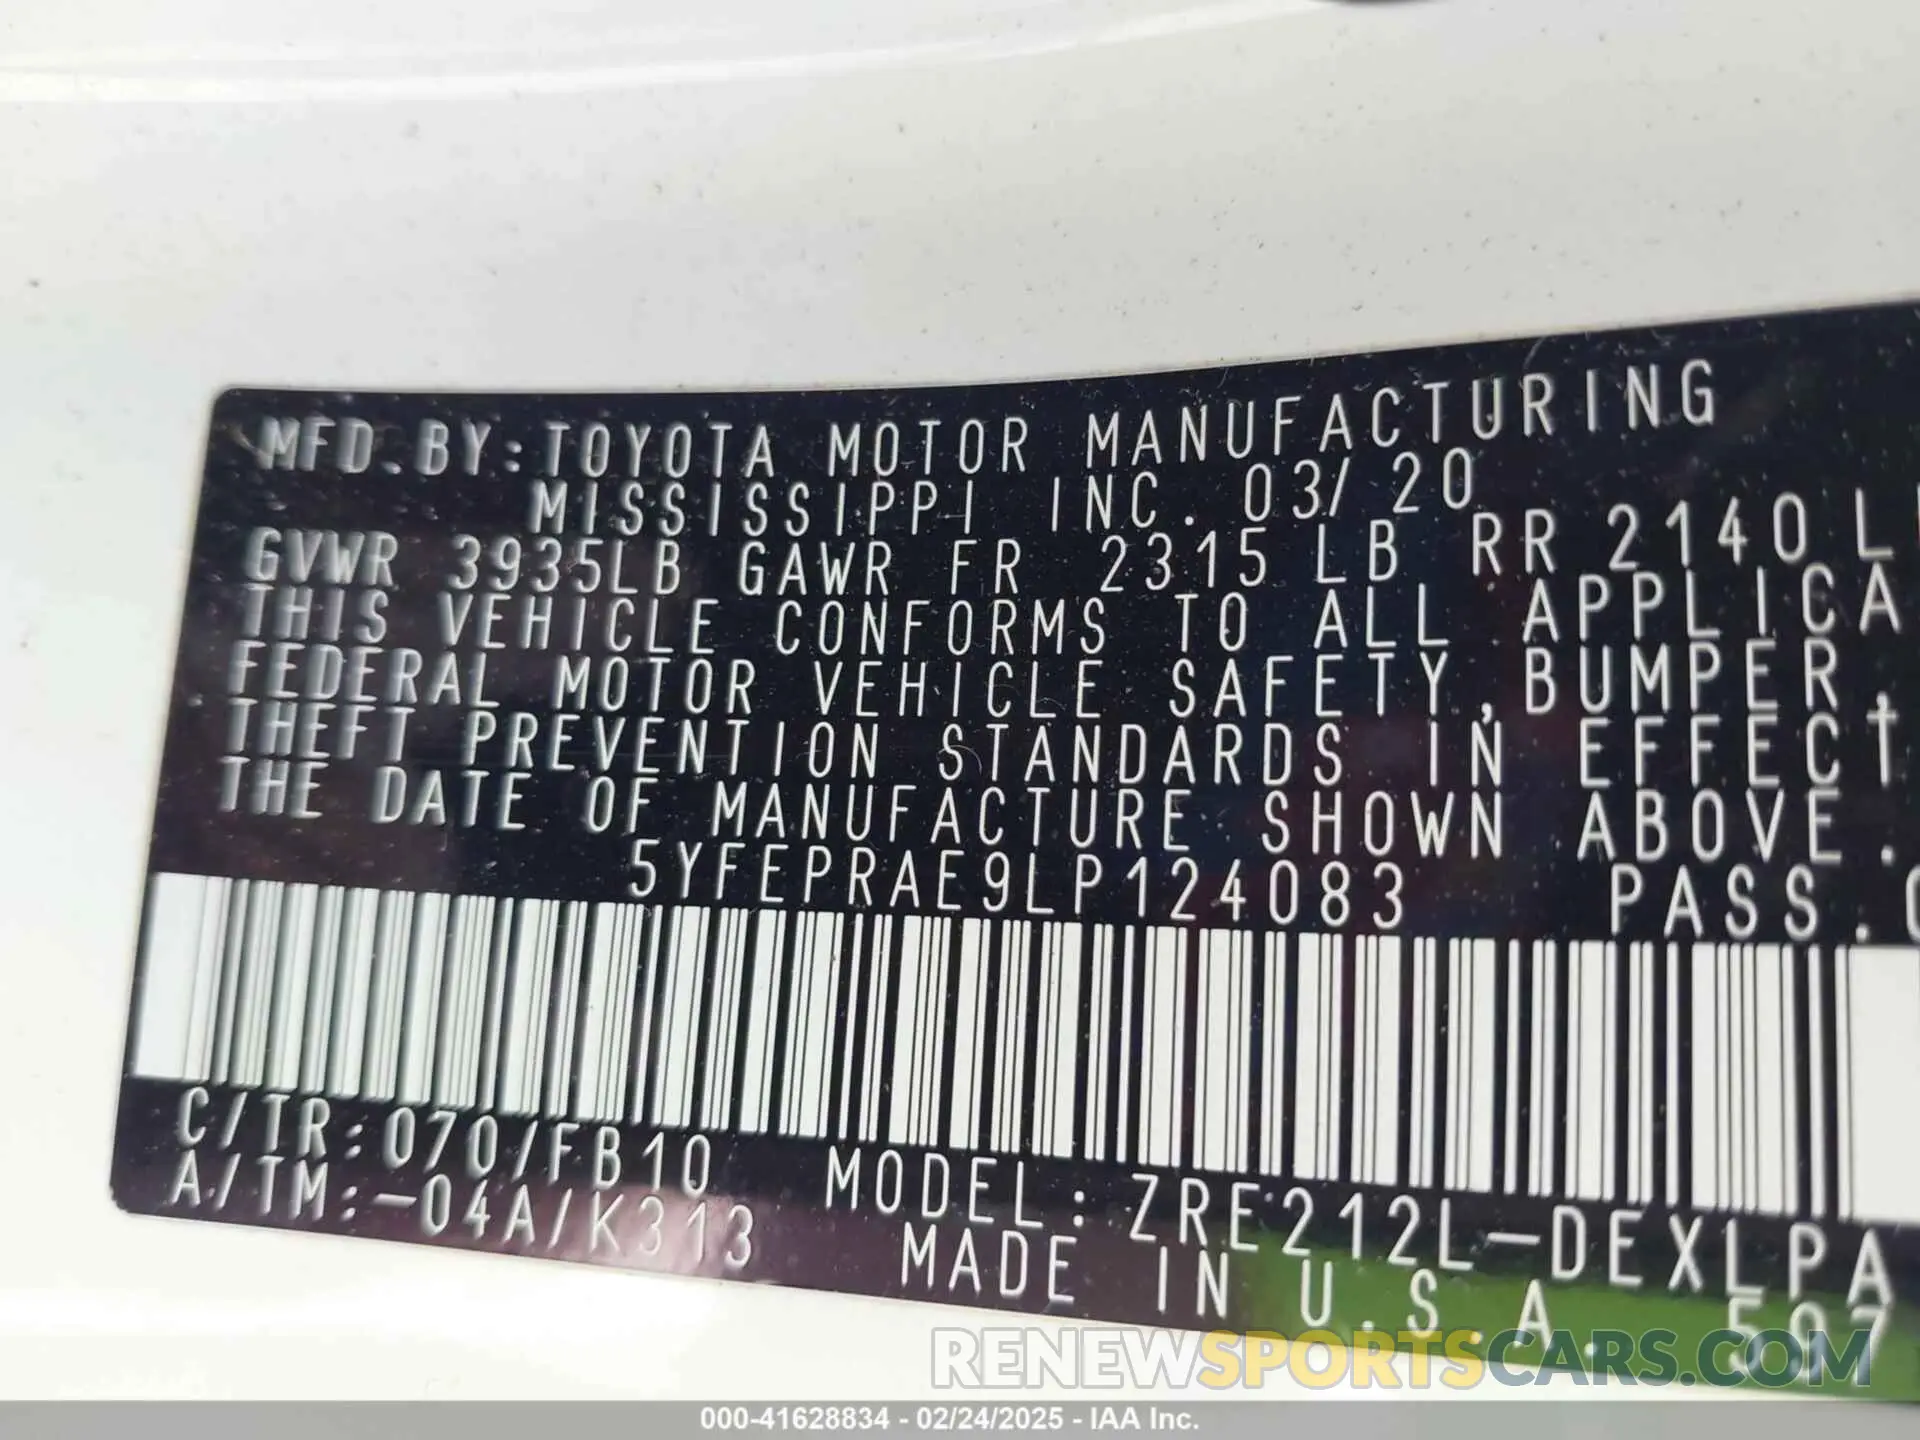 MFD.BY:TOYOTA MOTOR MANUFACTURING
MISSISSIPPI INC. 03/20
GVWR 3935LB GAWR FR 2315LB RR 2140L
THIS VEHICLE CONFORMS TO ALL APPLICA
FEDERAL MOTOR VEHICLE SAFETY,BUMPER,
THEFT PREVENTION STANDARDS IN EFFECT
THE DATE OF MANUFACTURE SHOWN ABOVE.
5YFEPRAE9LP124083 PASS.
C/TR:070/FB10 MODEL:ZRE212L-DEXLPA
A/TM:-04A/K313 MADE IN U.S.A. 597
RENEWSPORTSCARS.COM
000-41628834 - 02/24/2025 - IAA Inc.